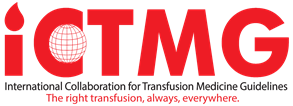 iCTMG
International Collaboration for Transfusion Medicine Guidelines
The right transfusion, always, everywhere.